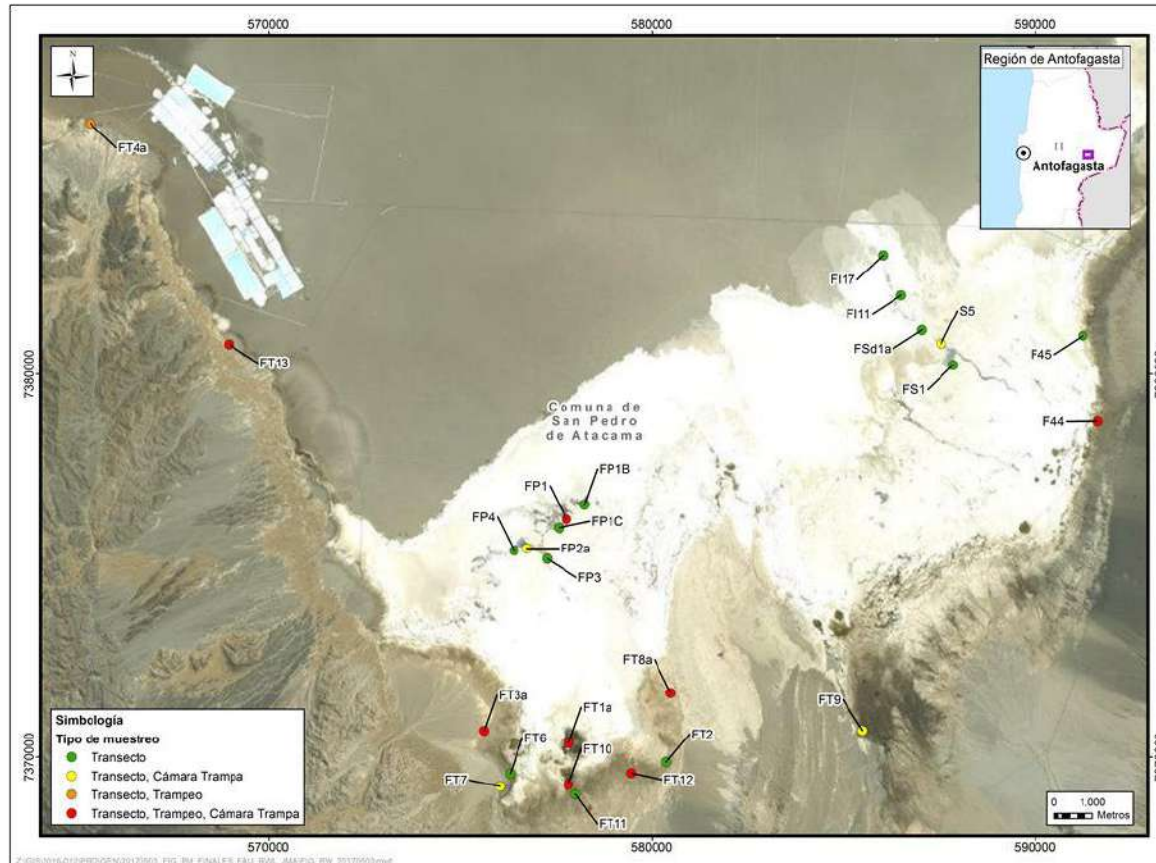 570000
580000
590000
N
Región de Antofagasta
II
Antofagasta
FT4a
FI17
FI11
S5
FSd1a
F45
FS1
FT13
7380000
F44
Comuna de
San Pedro
de Atacama
FP1B
FP1
FP4
FP1C
FP2a
FP3
FT8a
FT3a
FT1a
FT9
FT6
FT10
FT2
7370000
FT7
FT12
FT11
Simbología
Tipo de muestreo
Transecto
Transecto, Cámara Trampa
Transecto, Trampeo
Transecto, Trampeo, Cámara Trampa
0 1.000
Metros
570000
580000
590000